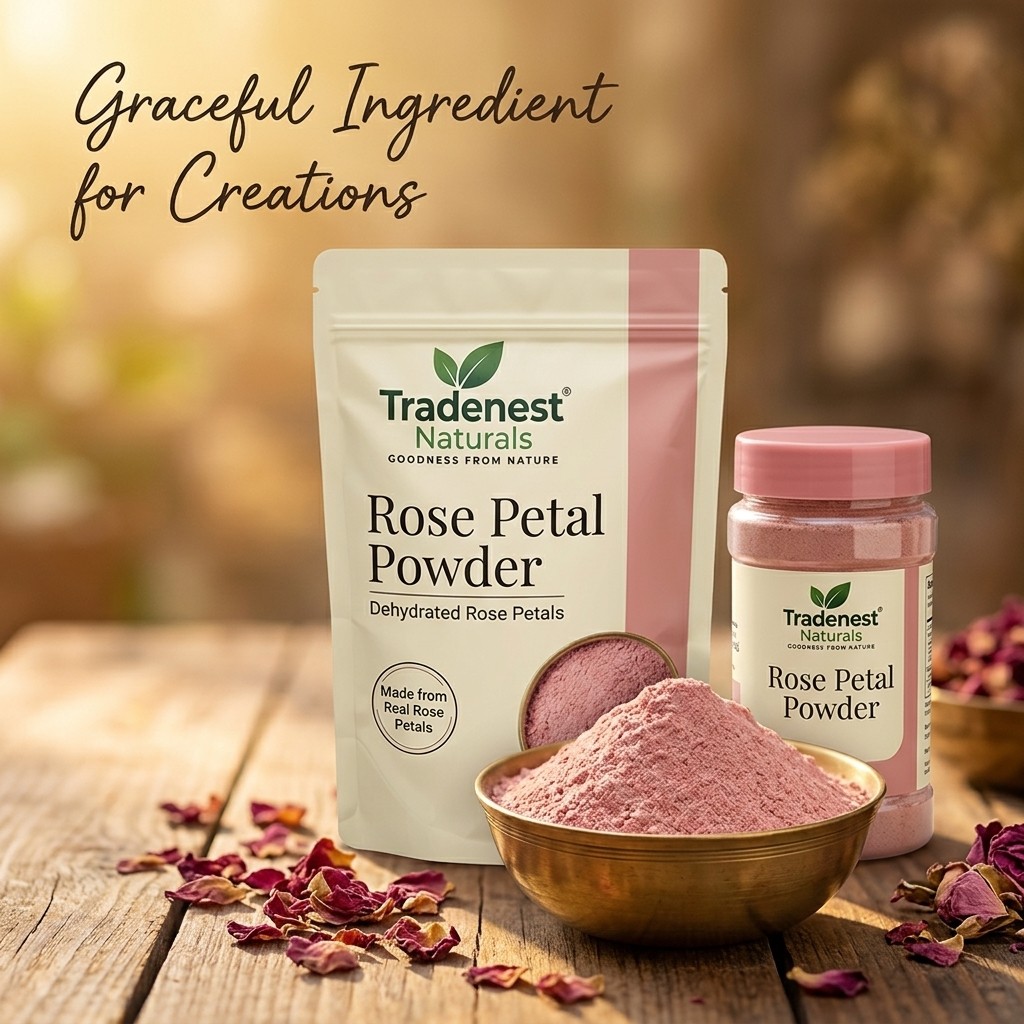 Graceful Ingredient
for Creations
Tradenest®
Naturals
GOODNESS FROM NATURE
Rose Petal
Powder
Dehydrated Rose Petals
Made from
Real Rose
Petals
Tradenest®
Naturals
GOODNESS FROM NATURE
Rose Petal
Powder